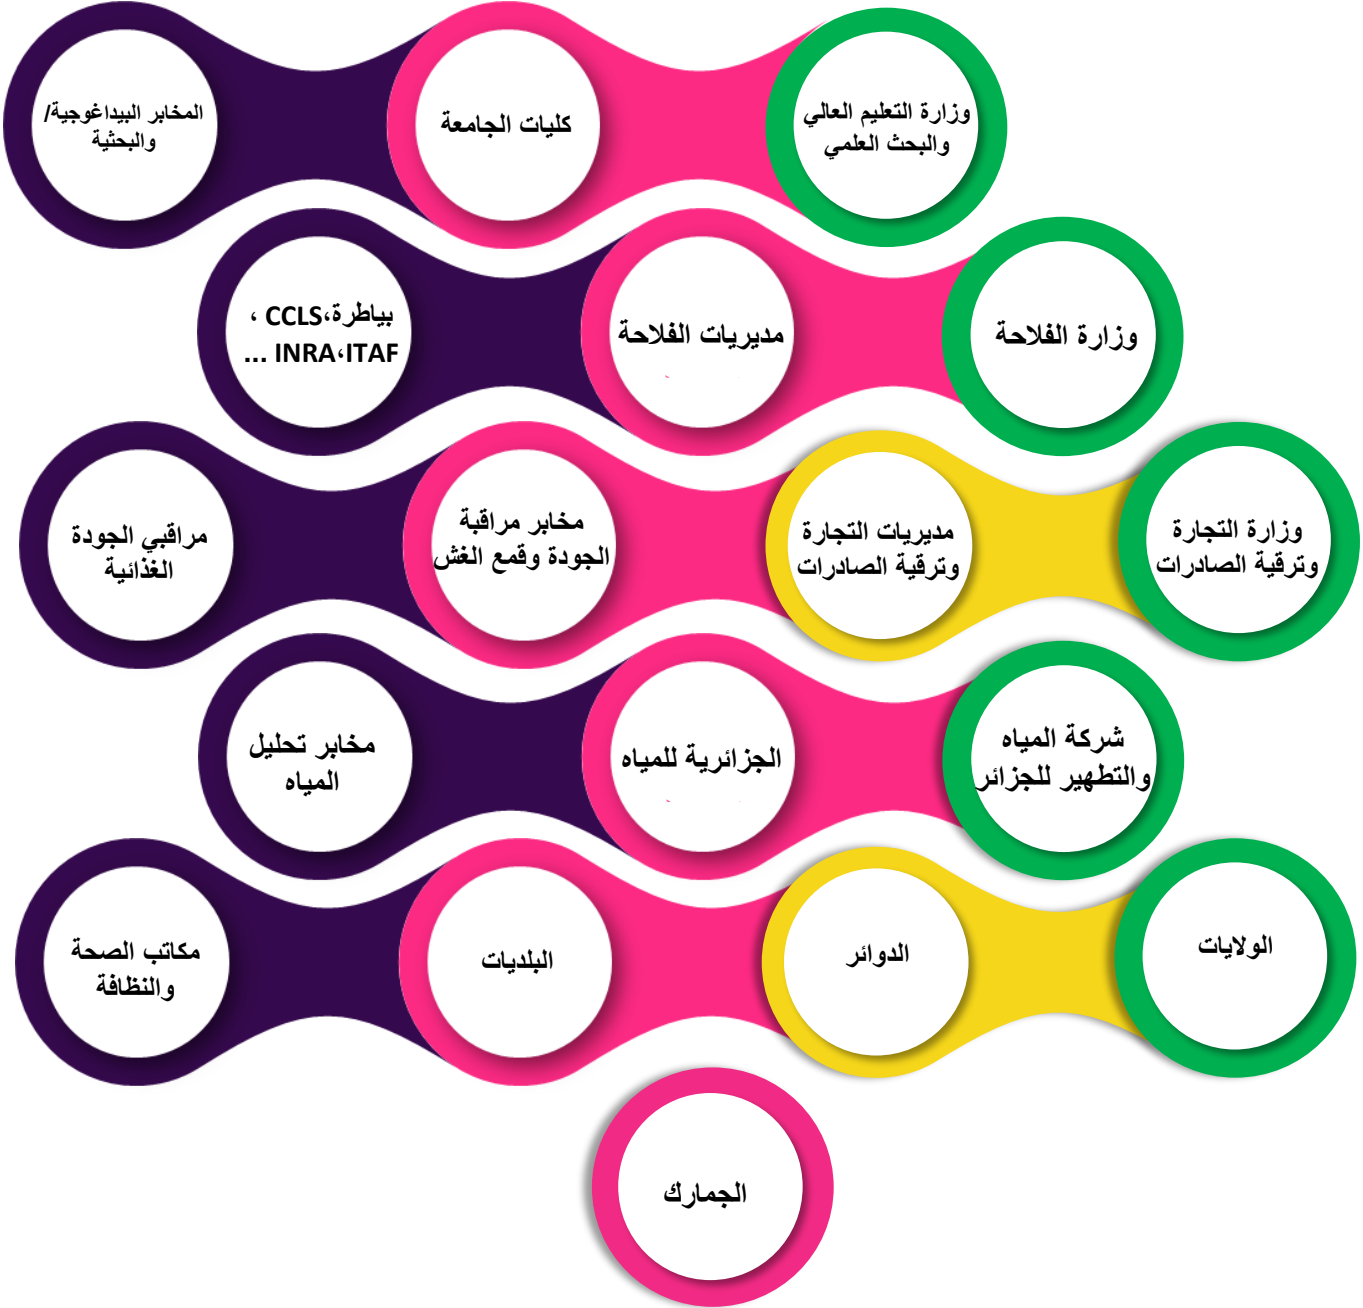 وزارة التعليم العالي
والبحث العلمي
كليات الجامعة
المخابر البيداغوجية/
والبحثية
وزارة الفلاحة
مديريات الفلاحة
بياطرة،CCLS ،
INRA،ITAF ...
وزارة التجارة
وترقية الصادرات
مديريات التجارة
وترقية الصادرات
مخابر مراقبة
الجودة وقمع الغش
مراقبي الجودة
الغذائية
شركة المياه
والتطهير للجزائر
الجزائرية للمياه
مخابر تحليل
المياه
الولايات
الدوائر
البلديات
مكاتب الصحة
والنظافة
الجمارك